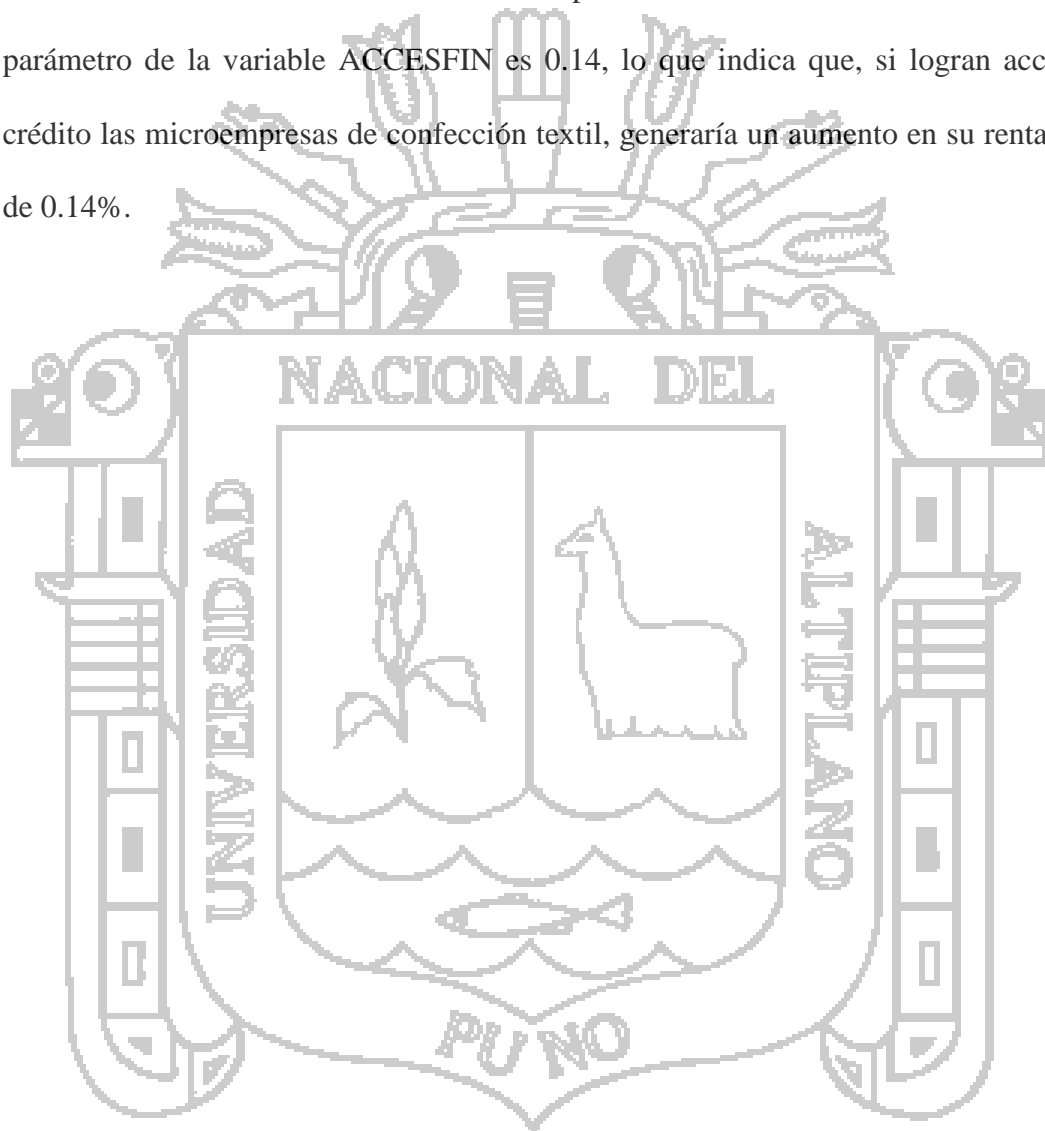 parámetro de la variable ACCESFIN es 0.14, lo que indica que, si logran acc
crédito las microempresas de confección textil, generaría un aumento en su renta
de 0.14%.
NACIONAL DEL
UNIVERSIDAD
ALTIPLANO
PUNO